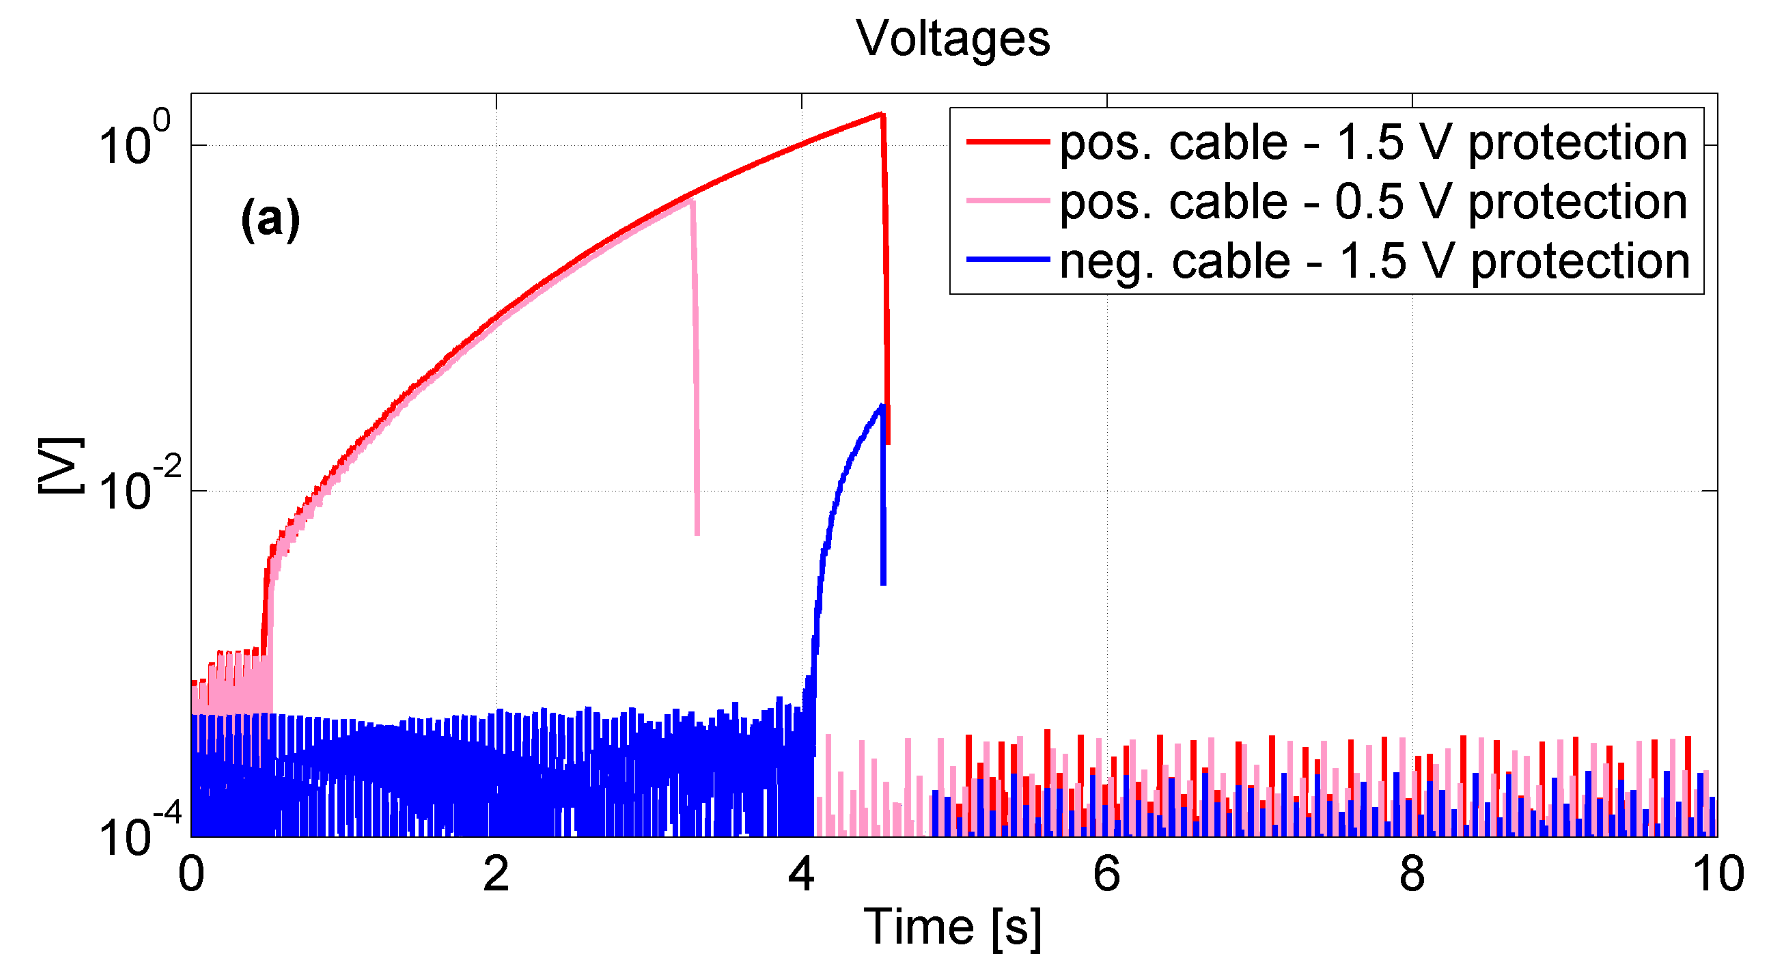 Voltages
10^0
(a)
pos. cable - 1.5 V protection
pos. cable - 0.5 V protection
neg. cable - 1.5 V protection
[V]
10^-2
10^-4
0 2 4 6 8 10
Time [s]